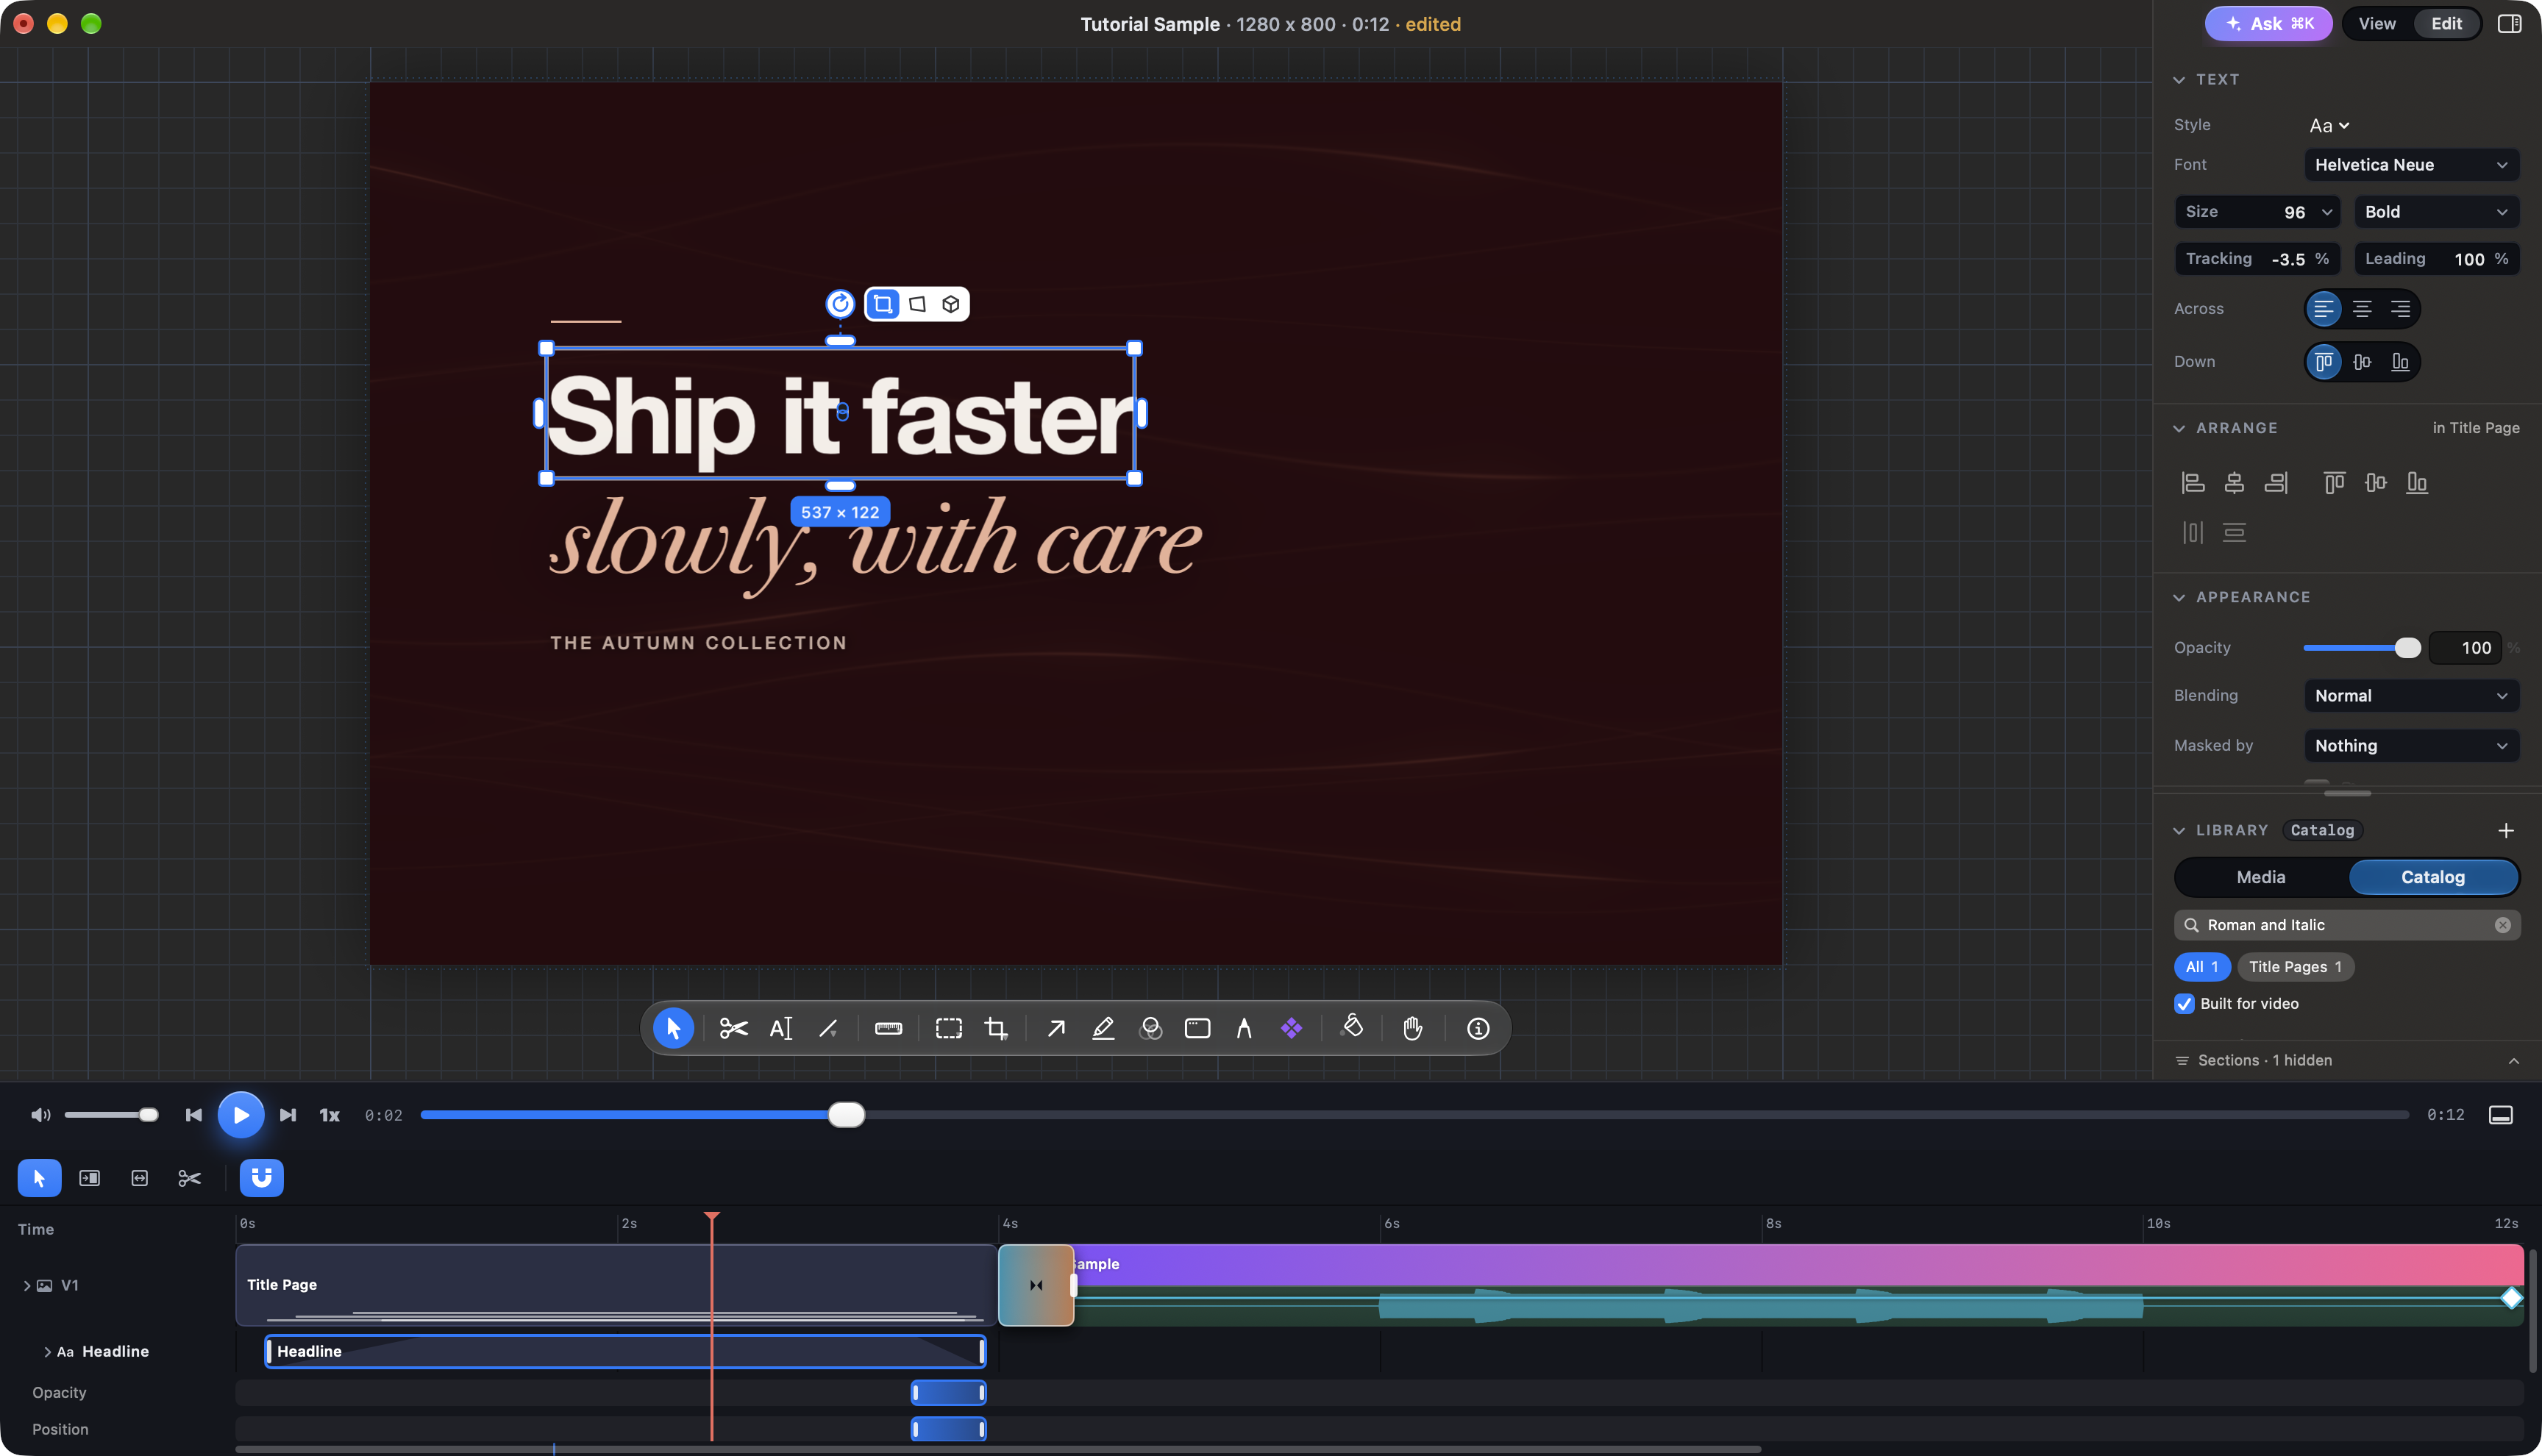 Tutorial Sample · 1280 x 800 · 0:12 · edited
Ask ⌘K
View
Edit
TEXT
Style
Aa
Font
Helvetica Neue
Size 96
Bold
Tracking -3.5 %
Leading 100 %
Across
Down
ARRANGE
in Title Page
APPEARANCE
Opacity
100 %
Blending
Normal
Masked by
Nothing
LIBRARY
Catalog
Media
Catalog
Roman and Italic
All 1
Title Pages 1
Built for video
Sections · 1 hidden
Ship it faster
537 × 122
slowly, with care
THE AUTUMN COLLECTION
AI
1x
0:02
0:12
Time
0s
2s
4s
6s
8s
10s
12s
V1
Title Page
ample
Aa Headline
Headline
Opacity
Position